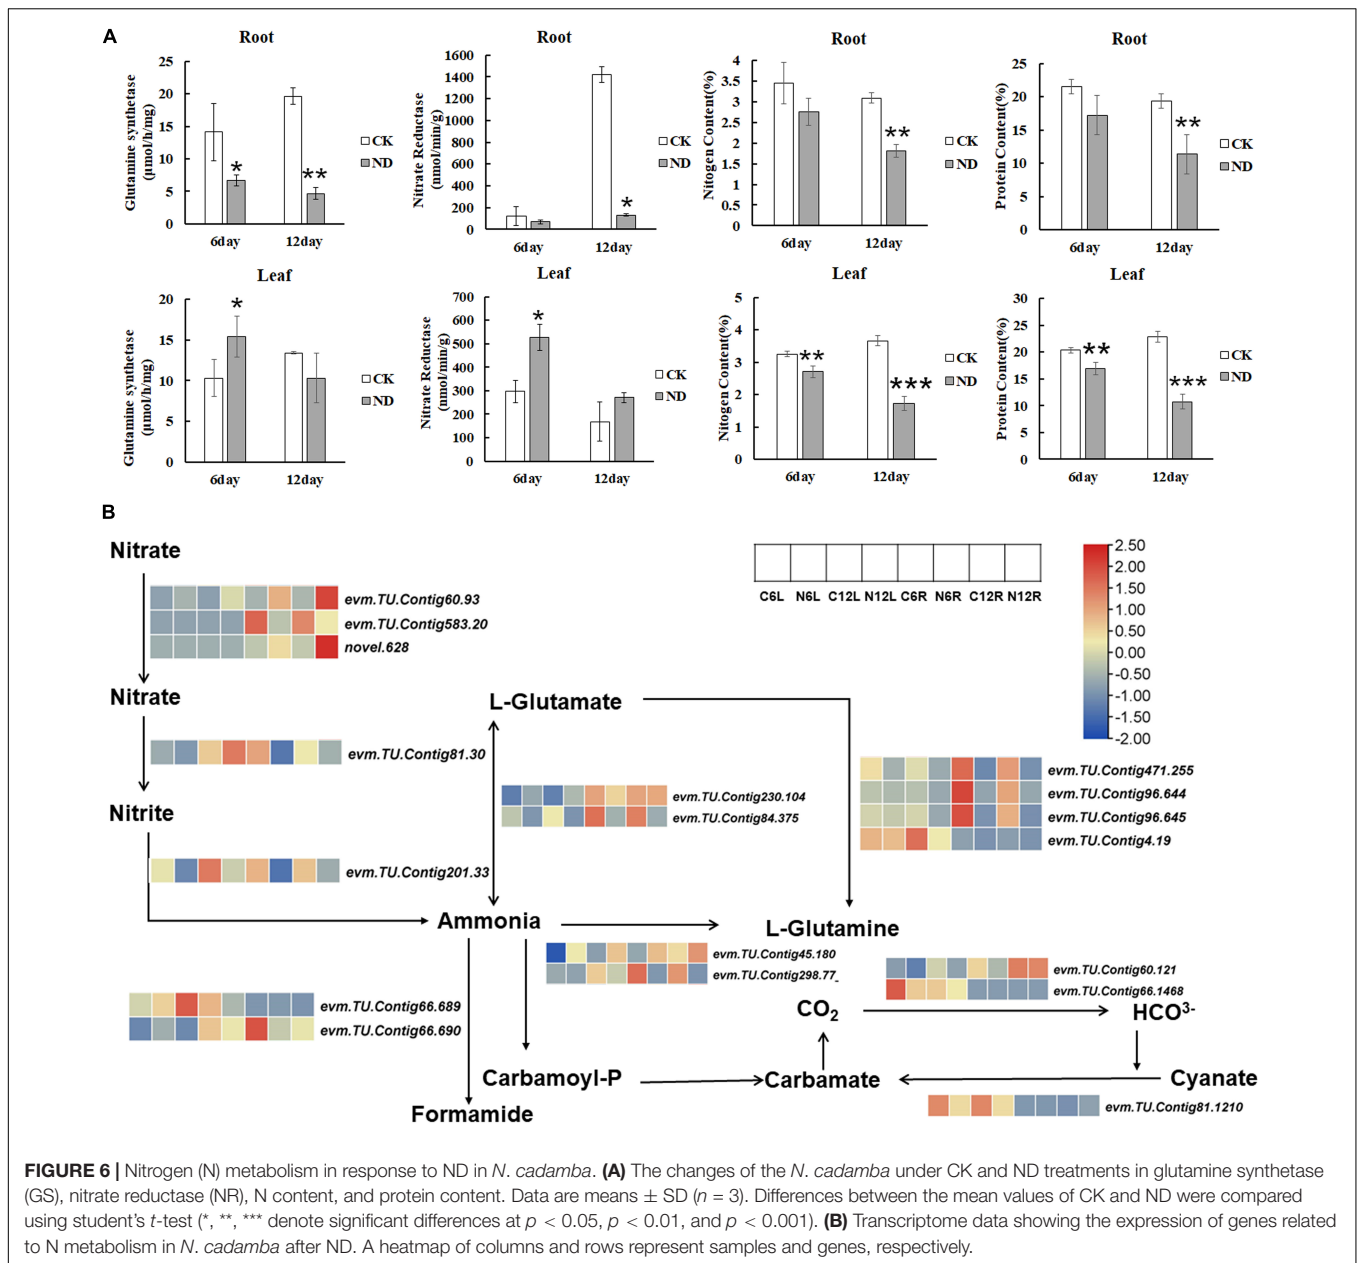 A
Root
Glutamine synthetase
(μmol/h/mg)
25
20
15
10
5
0
*
**
6day
12day
CK
ND
Root
Nitrate Reductase
(nmol/min/g)
1600
1400
1200
1000
800
600
400
200
0
*
6day
12day
CK
ND
Root
Nitogen Content(%)
4
3.5
3
2.5
2
1.5
1
0.5
0
**
6day
12day
CK
ND
Root
Protein Content(%)
25
20
15
10
5
0
**
6day
12day
CK
ND
Leaf
Glutamine synthetase
(μmol/h/mg)
20
15
10
5
0
*
6day
12day
CK
ND
Leaf
Nitrate Reductase
(nmol/min/g)
700
600
500
400
300
200
100
0
*
6day
12day
CK
ND
Leaf
Nitogen Content(%)
5
4
3
2
1
0
**
***
6day
12day
CK
ND
Leaf
Protein Content(%)
30
25
20
15
10
5
0
**
***
6day
12day
CK
ND
B
Nitrate
evm.TU.Contig60.93
evm.TU.Contig583.20
novel.628
C6L N6L C12L N12L C6R N6R C12R N12R
2.50
2.00
1.50
1.00
0.50
0.00
-0.50
-1.00
-1.50
-2.00
Nitrate
L-Glutamate
evm.TU.Contig81.30
evm.TU.Contig471.255
evm.TU.Contig96.644
evm.TU.Contig96.645
evm.TU.Contig4.19
evm.TU.Contig230.104
evm.TU.Contig84.375
Nitrite
evm.TU.Contig201.33
Ammonia
L-Glutamine
evm.TU.Contig45.180
evm.TU.Contig298.77_
evm.TU.Contig60.121
evm.TU.Contig66.1468
evm.TU.Contig66.689
evm.TU.Contig66.690
CO2
HCO3-
Carbamoyl-P
Carbamate
Cyanate
Formamide
evm.TU.Contig81.1210
FIGURE 6 | Nitrogen (N) metabolism in response to ND in N. cadamba. (A) The changes of the N. cadamba under CK and ND treatments in glutamine synthetase
(GS), nitrate reductase (NR), N content, and protein content. Data are means ± SD (n = 3). Differences between the mean values of CK and ND were compared
using student's t-test (*, **, *** denote significant differences at p < 0.05, p < 0.01, and p < 0.001). (B) Transcriptome data showing the expression of genes related
to N metabolism in N. cadamba after ND. A heatmap of columns and rows represent samples and genes, respectively.